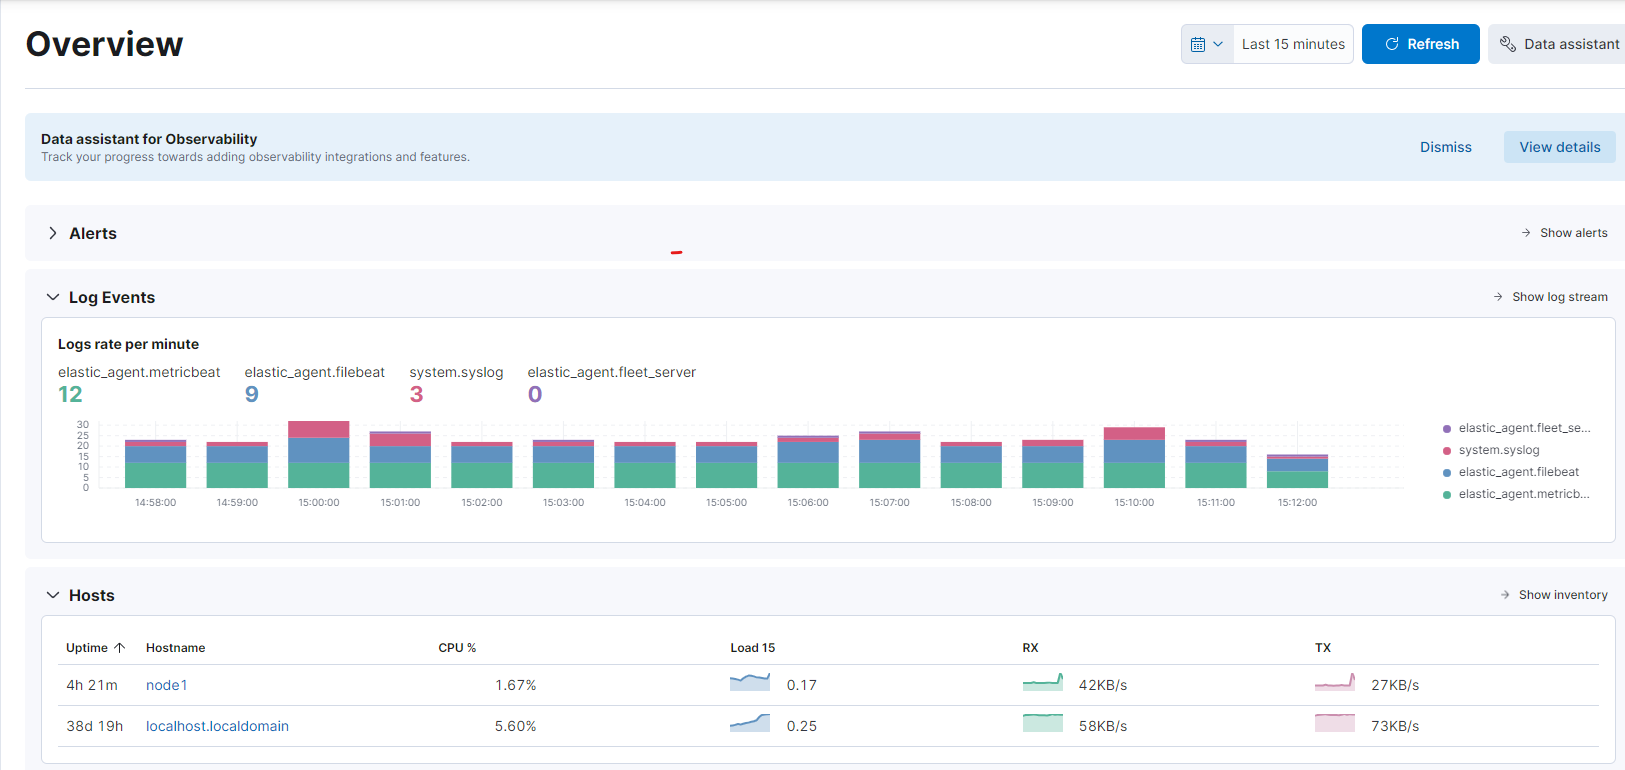 Overview
Last 15 minutes
Refresh
Data assistant
Data assistant for Observability
Track your progress towards adding observability integrations and features.
Dismiss
View details
Alerts
Show alerts
Log Events
Show log stream
Logs rate per minute
elastic_agent.metricbeat elastic_agent.filebeat system.syslog elastic_agent.fleet_server
12 9 3 0
30
25
20
15
10
5
0
14:58:00 14:59:00 15:00:00 15:01:00 15:02:00 15:03:00 15:04:00 15:05:00 15:06:00 15:07:00 15:08:00 15:09:00 15:10:00 15:11:00 15:12:00
elastic_agent.fleet_se...
system.syslog
elastic_agent.filebeat
elastic_agent.metricb...
Hosts
Show inventory
Uptime Hostname CPU % Load 15 RX TX
4h 21m node1 1.67% 0.17 42KB/s 27KB/s
38d 19h localhost.localdomain 5.60% 0.25 58KB/s 73KB/s